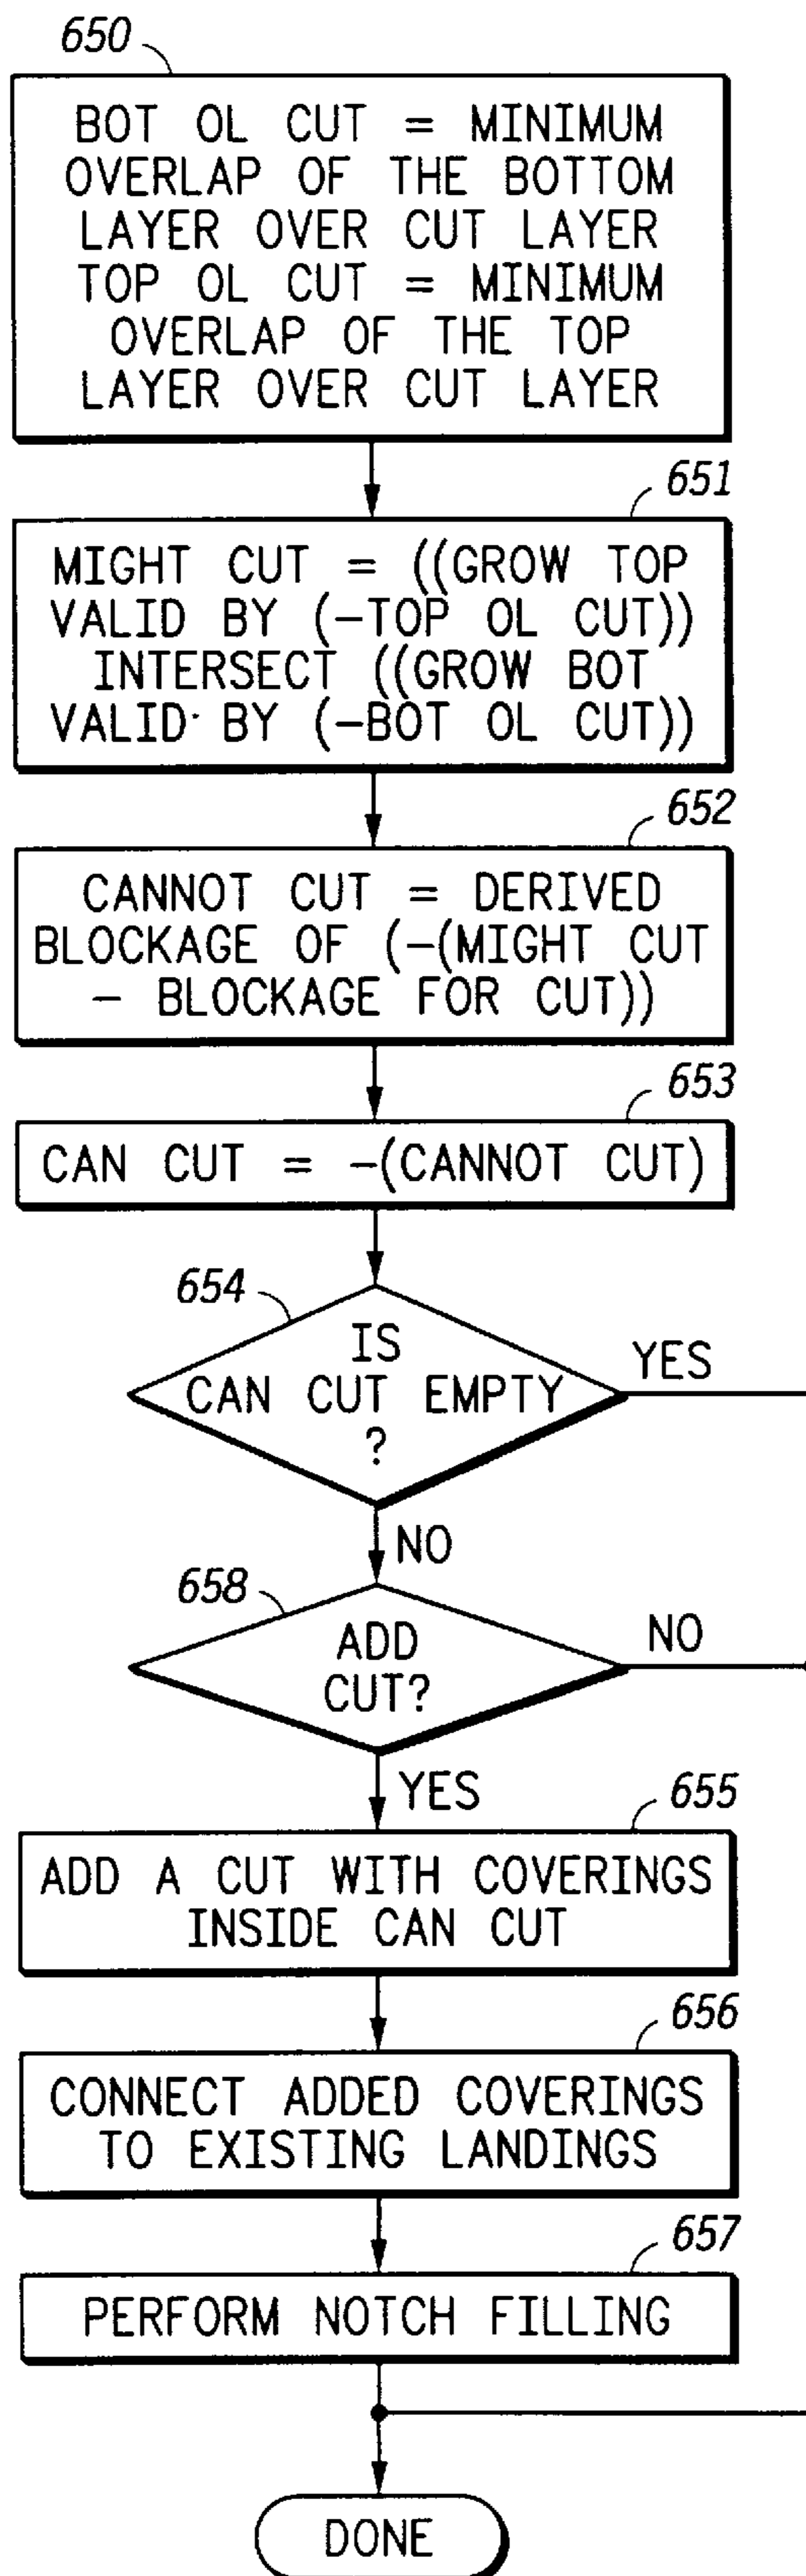 650
BOT OL CUT = MINIMUM
OVERLAP OF THE BOTTOM
LAYER OVER CUT LAYER
TOP OL CUT = MINIMUM
OVERLAP OF THE TOP
LAYER OVER CUT LAYER
651
MIGHT CUT = ((GROW TOP
VALID BY (-TOP OL CUT))
INTERSECT ((GROW BOT
VALID BY (-BOT OL CUT))
652
CANNOT CUT = DERIVED
BLOCKAGE OF (-(MIGHT CUT
- BLOCKAGE FOR CUT))
653
CAN CUT = -(CANNOT CUT)
654
IS
CAN CUT EMPTY
?
YES
NO
658
ADD
CUT?
NO
YES
655
ADD A CUT WITH COVERINGS
INSIDE CAN CUT
656
CONNECT ADDED COVERINGS
TO EXISTING LANDINGS
657
PERFORM NOTCH FILLING
DONE